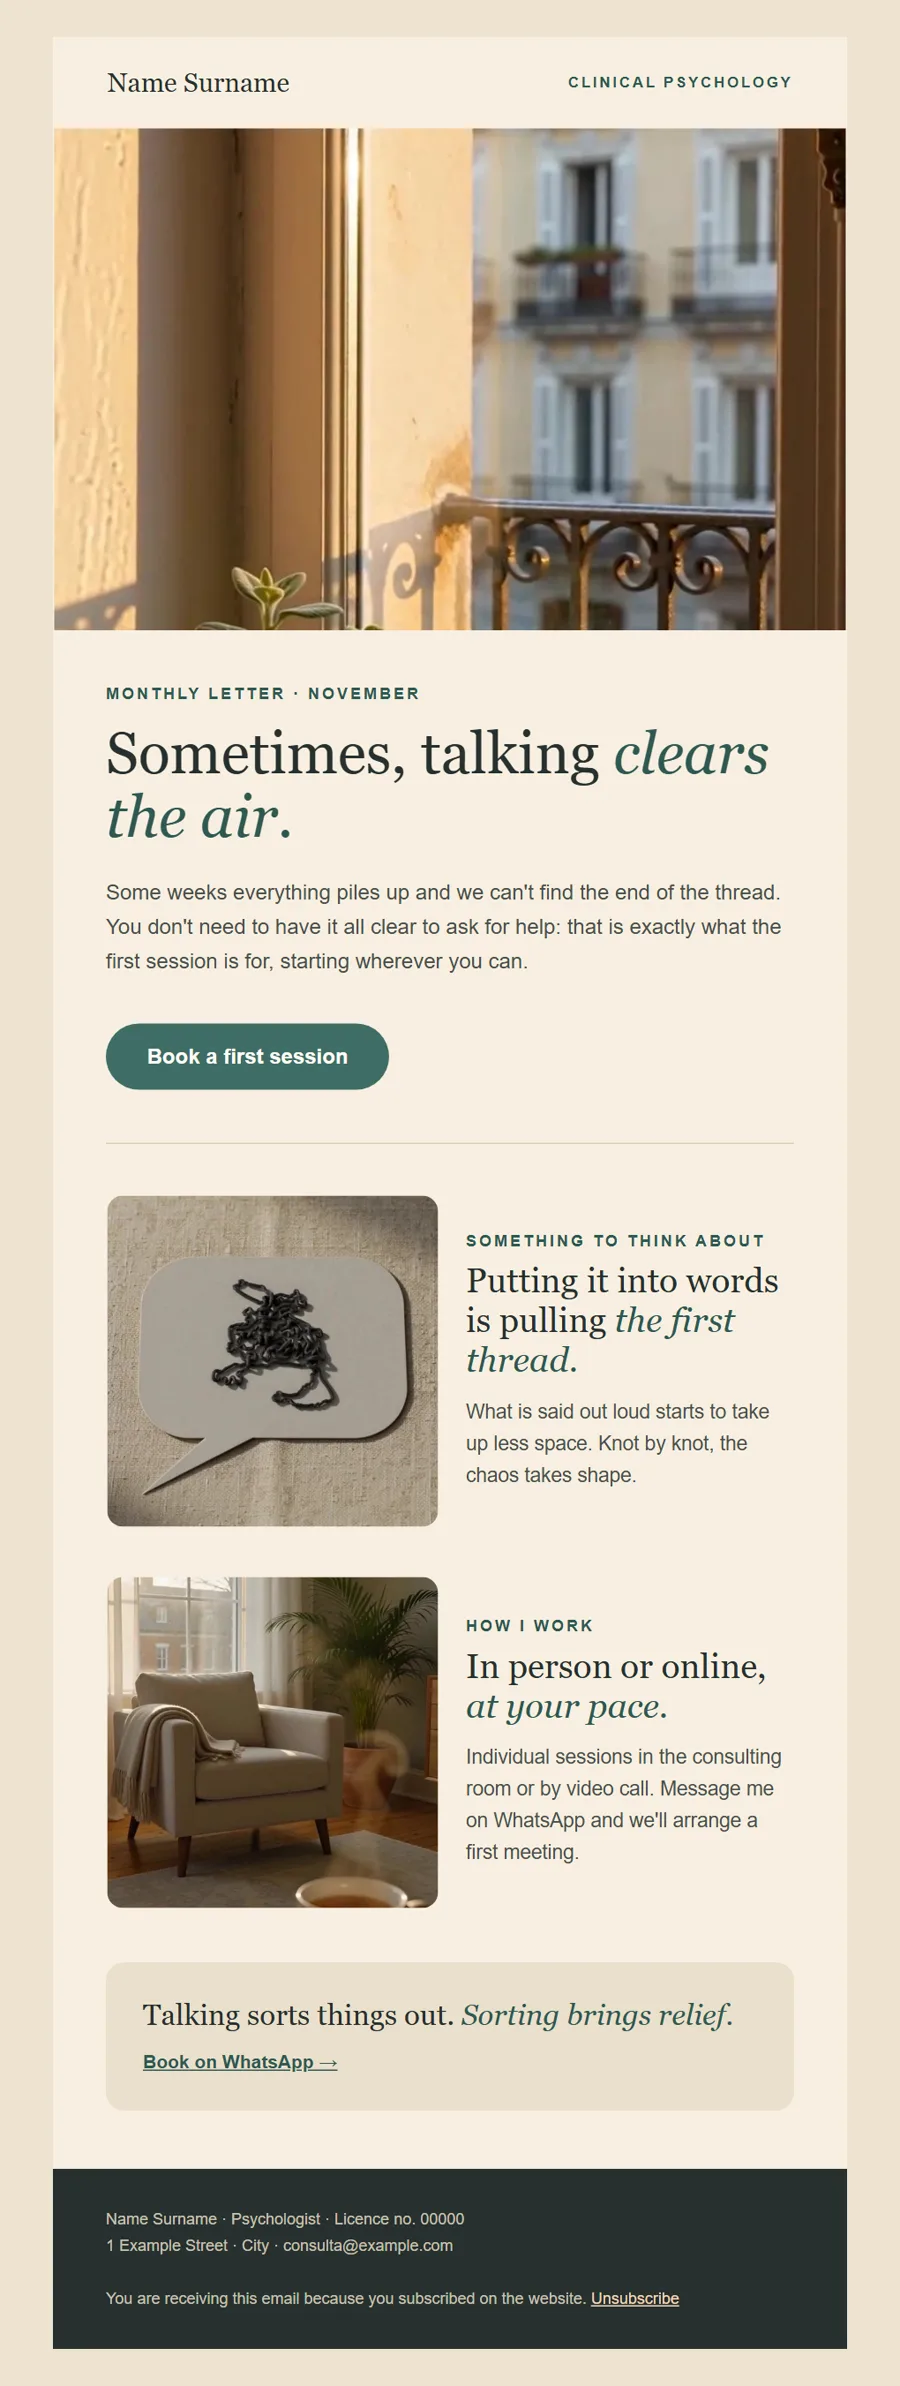 Name Surname
CLINICAL PSYCHOLOGY
MONTHLY LETTER · NOVEMBER
Sometimes, talking clears
the air.
Some weeks everything piles up and we can't find the end of the thread.
You don't need to have it all clear to ask for help: that is exactly what the
first session is for, starting wherever you can.
Book a first session
SOMETHING TO THINK ABOUT
Putting it into words
is pulling the first
thread.
What is said out loud starts to take
up less space. Knot by knot, the
chaos takes shape.
HOW I WORK
In person or online,
at your pace.
Individual sessions in the consulting
room or by video call. Message me
on WhatsApp and we'll arrange a
first meeting.
Talking sorts things out. Sorting brings relief.
Book on WhatsApp →
Name Surname · Psychologist · Licence no. 00000
1 Example Street · City · consulta@example.com
You are receiving this email because you subscribed on the website. Unsubscribe